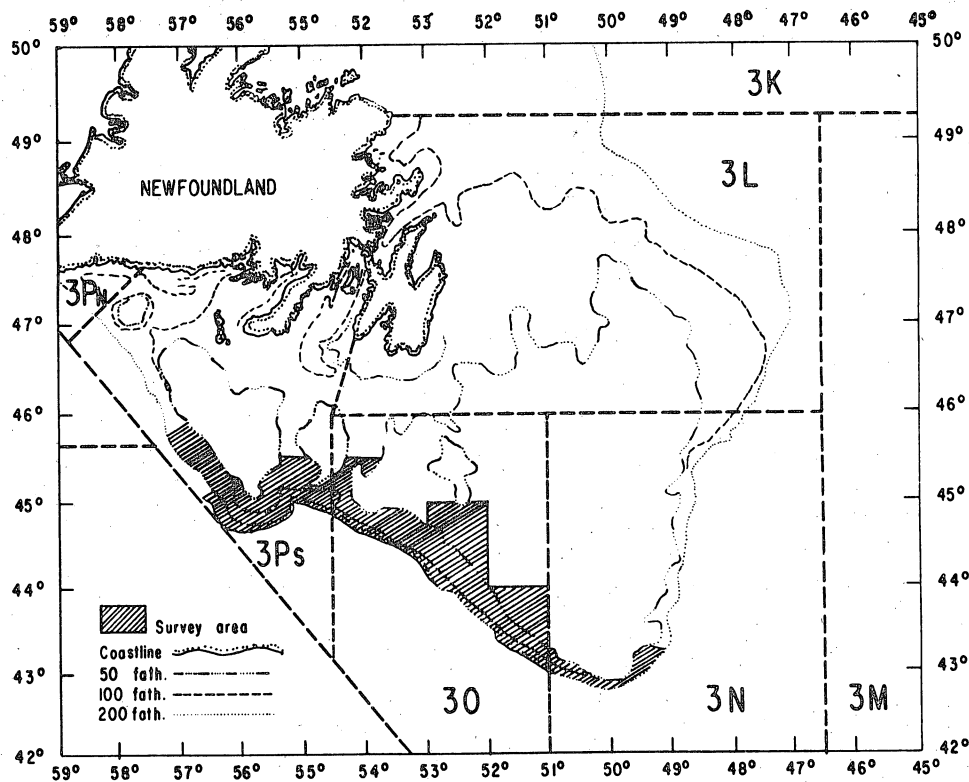 59° 58° 57° 56° 55° 54° 52 53° 52° 51° 50° 49° 48° 47° 46° 45°
50° 50°
3K
49° 49°
3L
NEWFOUNDLAND
48° 48°
3PN
47° 47°
46° 46°
45° 45°
3Ps
44° 44°
Survey area
Coastline
43° 43°
50 fath.
100 fath.
3O 3N 3M
200 fath.
42° 42°
59° 58° 57° 56° 55° 54° 53° 52° 51° 50° 49° 48° 47° 46° 45°